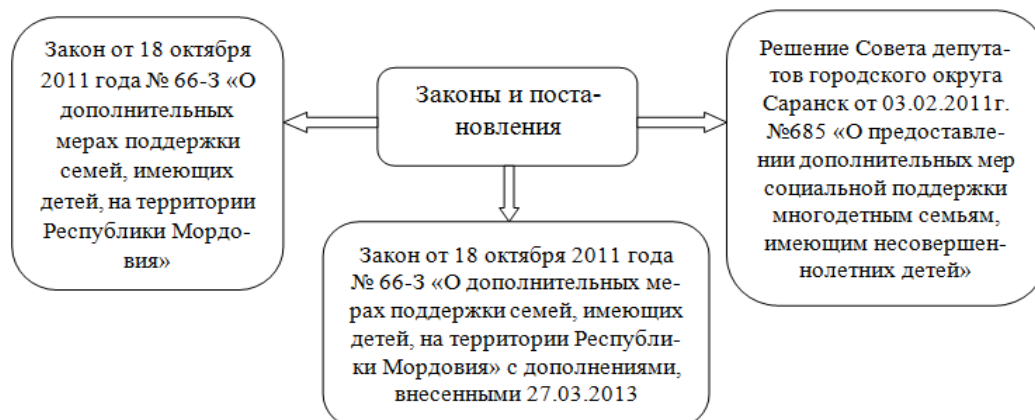 Закон от 18 октября
2011 года № 66-З «О
дополнительных
мерах поддержки
семей, имеющих
детей, на территории
Республики Мордо-
вия»
Законы и поста-
новления
Решение Совета депута-
тов городского округа
Саранск от 03.02.2011г.
№685 «О предоставле-
нии дополнительных мер
социальной поддержки
многодетным семьям,
имеющим несовершен-
нолетних детей»
Закон от 18 октября 2011 года
№ 66-З «О дополнительных ме-
рах поддержки семей, имеющих
детей, на территории Республи-
ки Мордовия» с дополнениями,
внесенными 27.03.2013